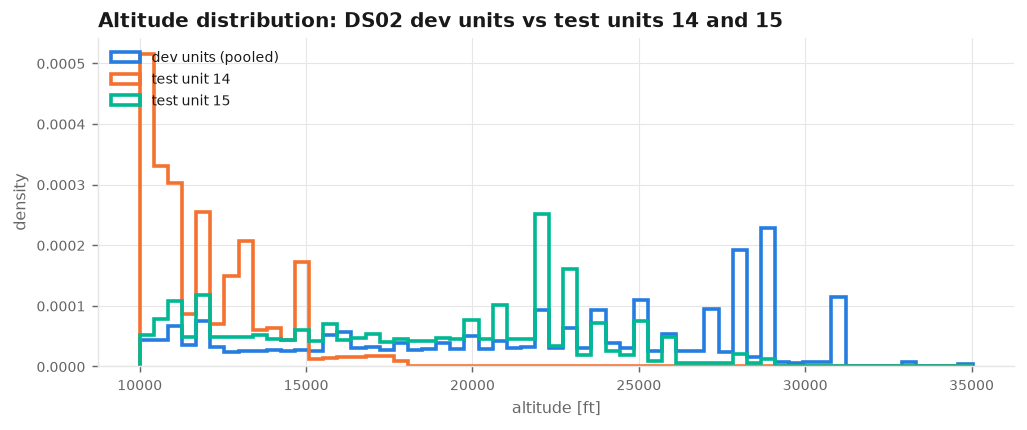 Altitude distribution: DS02 dev units vs test units 14 and 15
dev units (pooled)
test unit 14
test unit 15
density
0.0005
0.0004
0.0003
0.0002
0.0001
0.0000
10000
15000
20000
25000
30000
35000
altitude [ft]